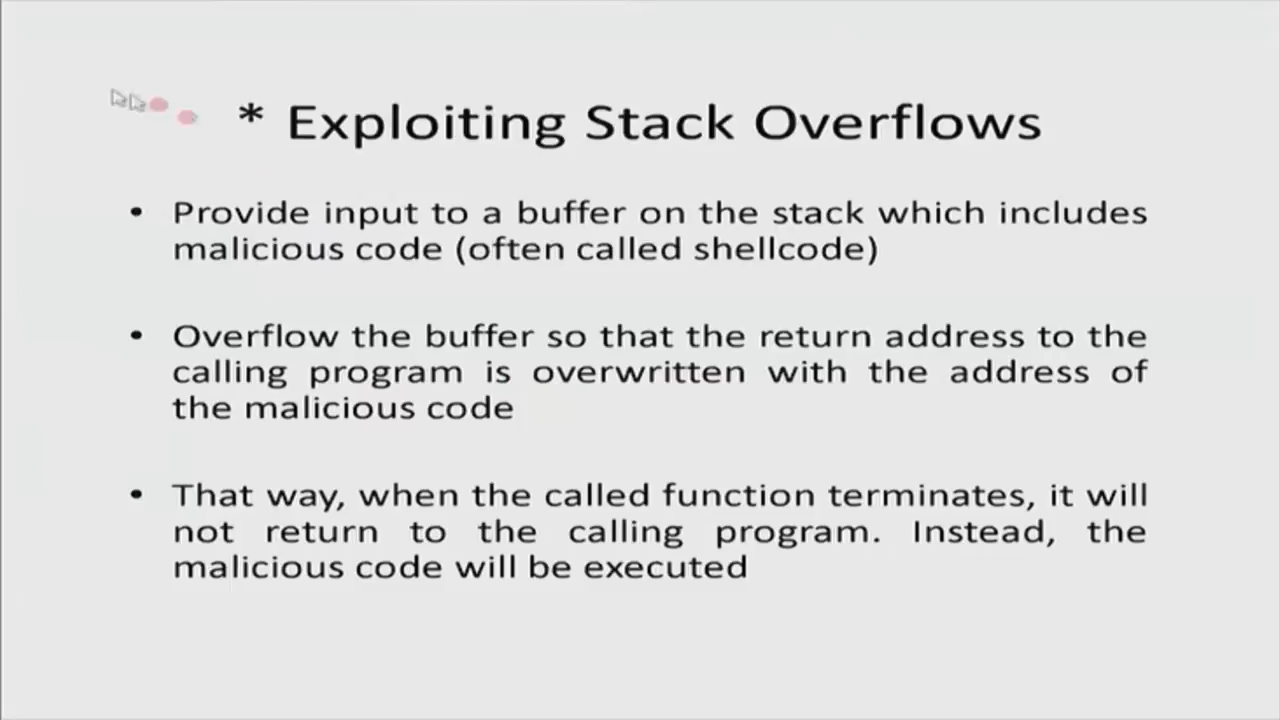 * Exploiting Stack Overflows
• Provide input to a buffer on the stack which includes
malicious code (often called shellcode)
• Overflow the buffer so that the return address to the
calling program is overwritten with the address of
the malicious code
• That way, when the called function terminates, it will
not return to the calling program. Instead, the
malicious code will be executed